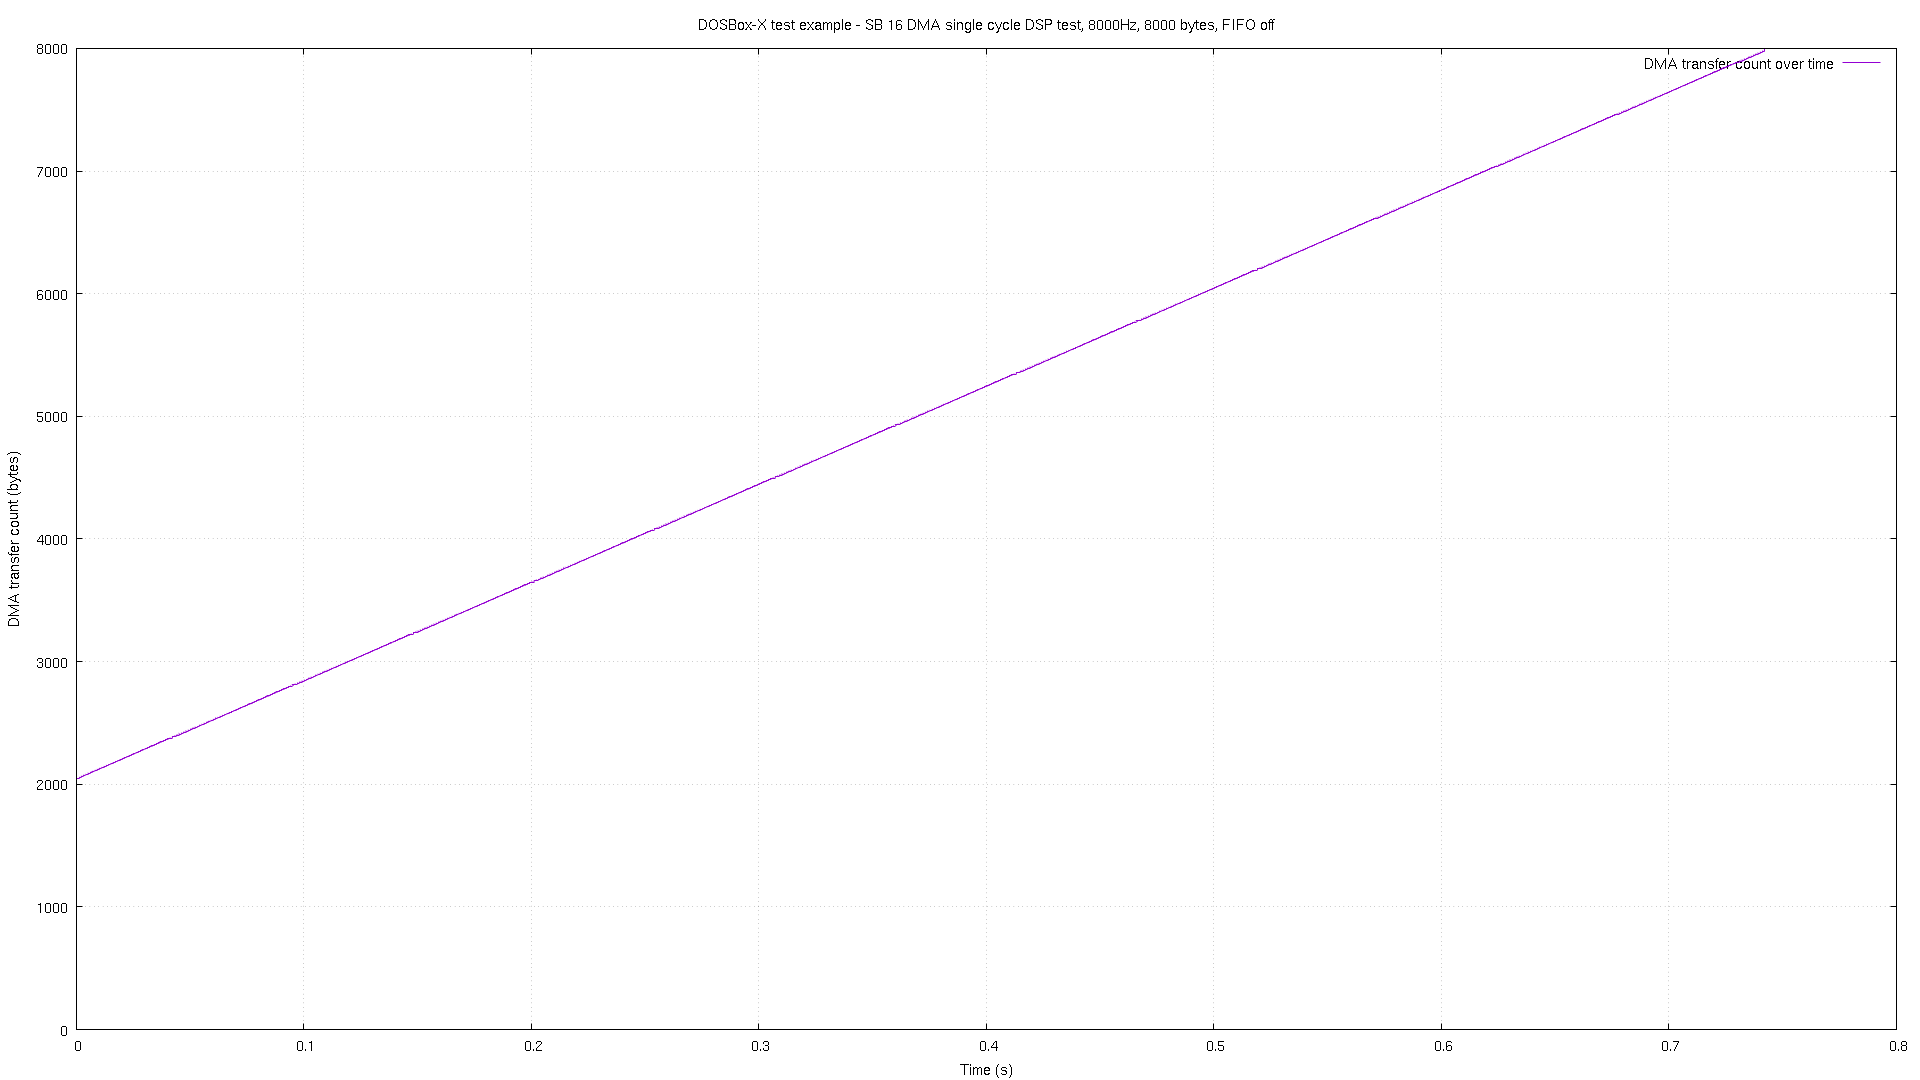 DOSBox-X test example - SB 16 DMA single cycle DSP test, 8000Hz, 8000 bytes, FIFO off
DMA transfer count over time
8000
7000
6000
5000
4000
3000
2000
1000
0
DMA transfer count (bytes)
0 0.1 0.2 0.3 0.4 0.5 0.6 0.7 0.8
Time (s)